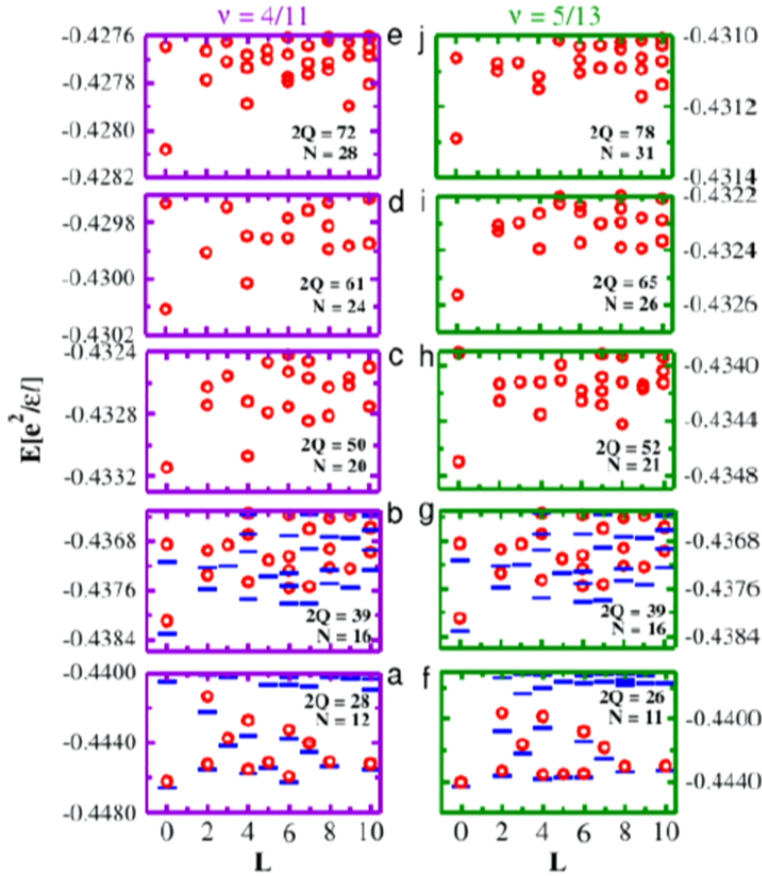 ν = 4/11 ν = 5/13
-0.4276 e j -0.4310
-0.4278
-0.4280 2Q = 72 2Q = 78 -0.4312
N = 28 N = 31
-0.4282 -0.4314
d i -0.4322
-0.4298
-0.4300 2Q = 61 2Q = 65 -0.4324
N = 24 N = 26 -0.4326
-0.4302
-0.4324 c h -0.4340
-0.4328 -0.4344
2Q = 50 2Q = 52
N = 20 N = 21
-0.4332 -0.4348
E[e²/εl]
b g
-0.4368 -0.4368
-0.4376 -0.4376
2Q = 39 2Q = 39
N = 16 N = 16
-0.4384 -0.4384
-0.4400 a f
2Q = 28 2Q = 26
N = 12 N = 11 -0.4400
-0.4440
-0.4440
-0.4480
0 2 4 6 8 10 0 2 4 6 8 10
L L